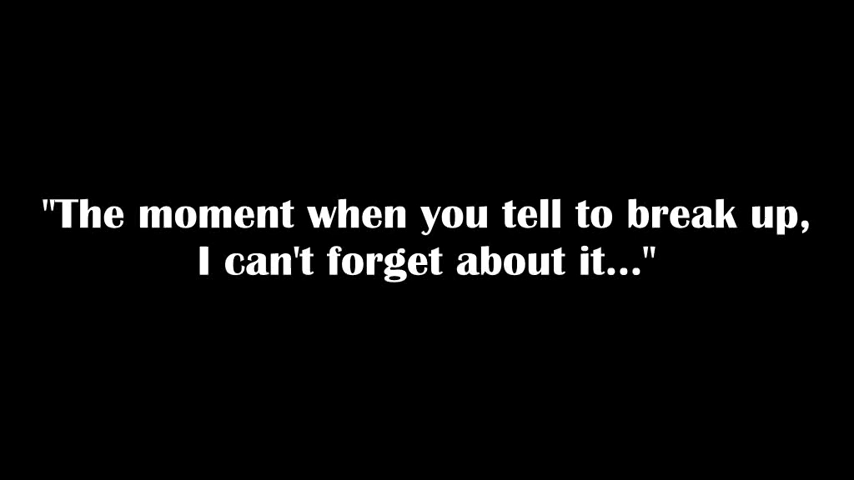 "The moment when you tell to break up,
I can't forget about it..."